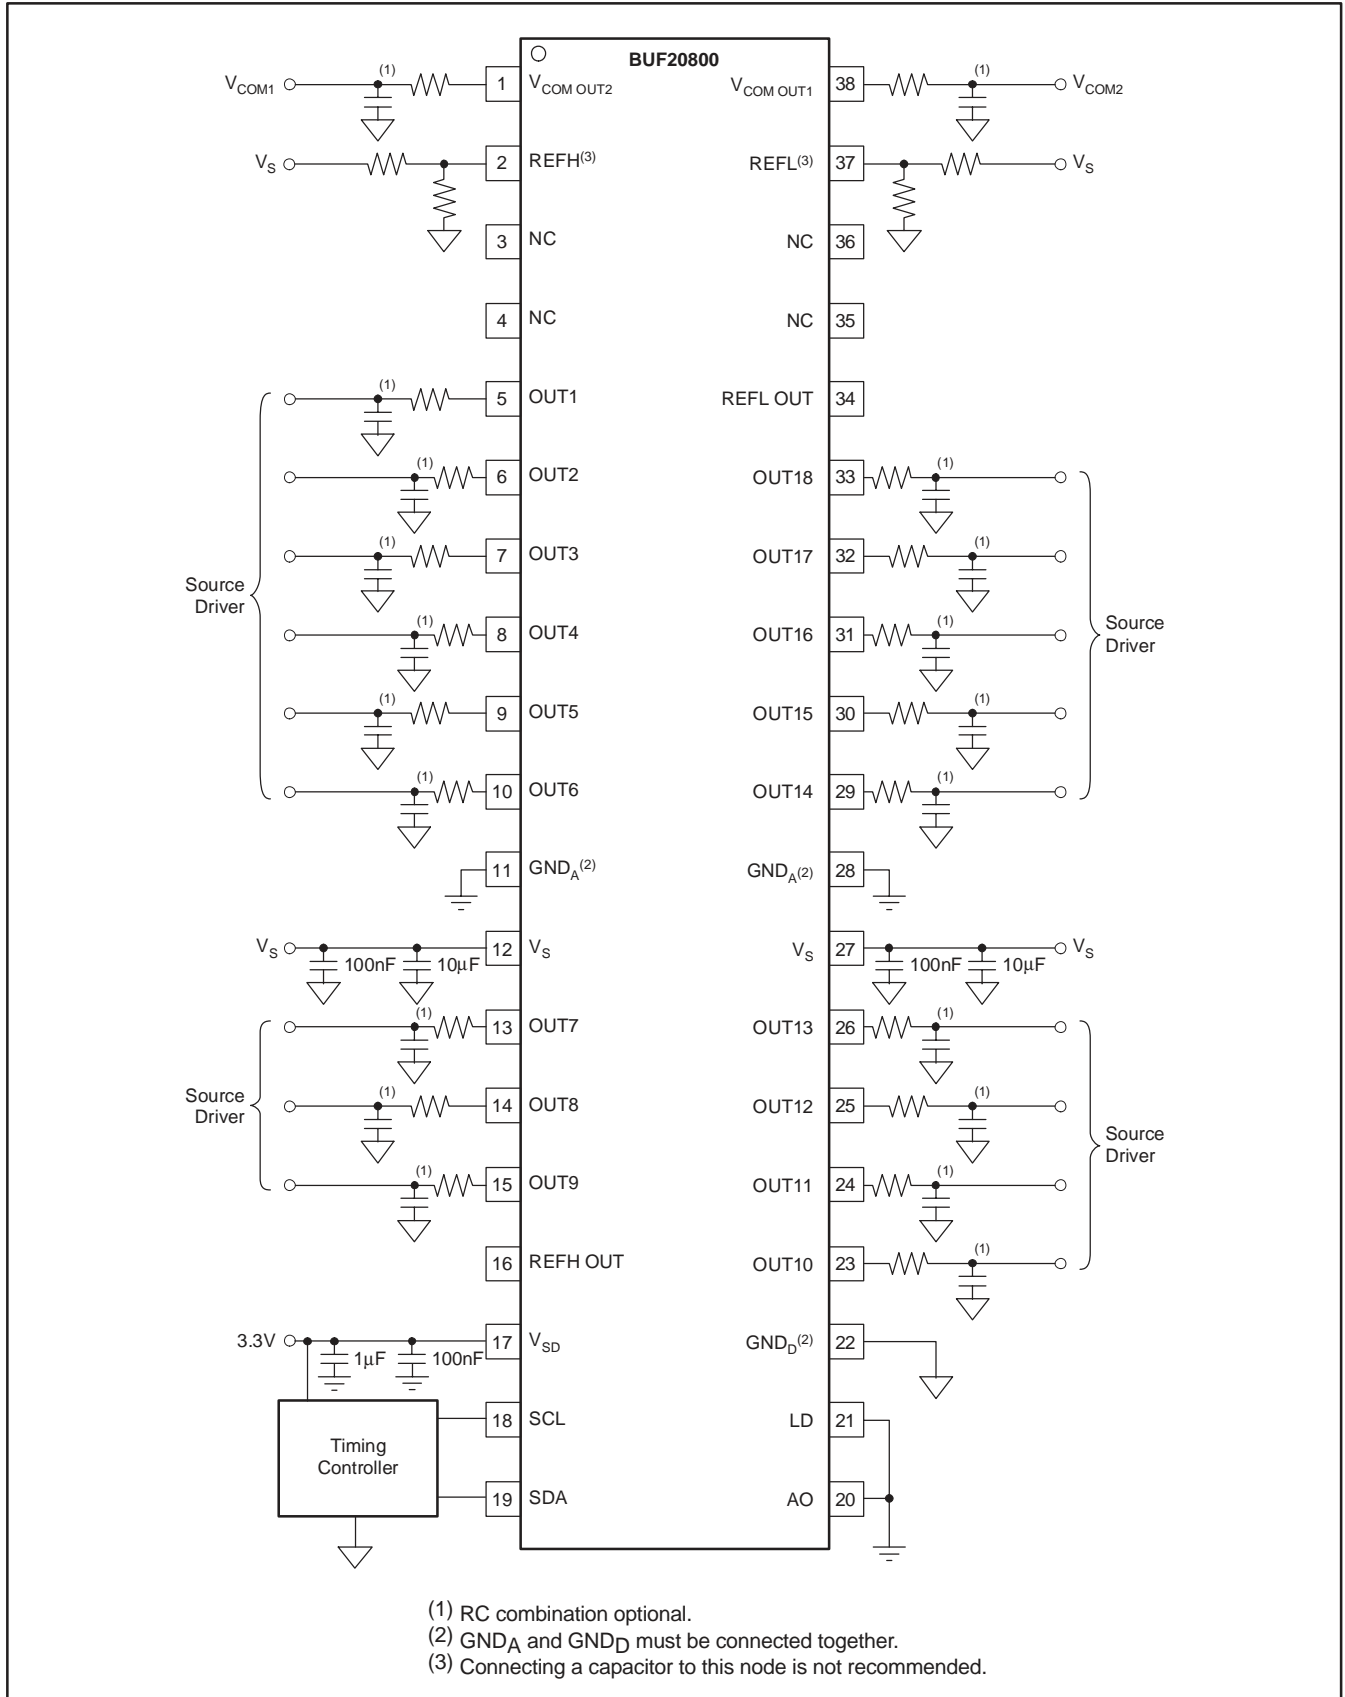 BUF20800
V_COM1 (1) 1 V_COM OUT2 V_COM OUT1 38 (1) V_COM2
V_S 2 REFH(3) REFL(3) 37 V_S
3 NC NC 36
4 NC NC 35
(1) 5 OUT1 REFL OUT 34
(1) 6 OUT2 OUT18 33 (1)
(1) 7 OUT3 OUT17 32 (1)
Source
Driver
(1) 8 OUT4 OUT16 31 (1)
Source
Driver
(1) 9 OUT5 OUT15 30 (1)
(1) 10 OUT6 OUT14 29 (1)
11 GND_A(2) GND_A(2) 28
V_S 100nF 10µF 12 V_S V_S 27 100nF 10µF V_S
(1) 13 OUT7 OUT13 26 (1)
Source
Driver
(1) 14 OUT8 OUT12 25 (1)
Source
Driver
(1) 15 OUT9 OUT11 24 (1)
16 REFH OUT OUT10 23 (1)
3.3V 1µF 100nF 17 V_SD GND_D(2) 22
18 SCL LD 21
Timing
Controller
19 SDA AO 20
(1) RC combination optional.
(2) GND_A and GND_D must be connected together.
(3) Connecting a capacitor to this node is not recommended.